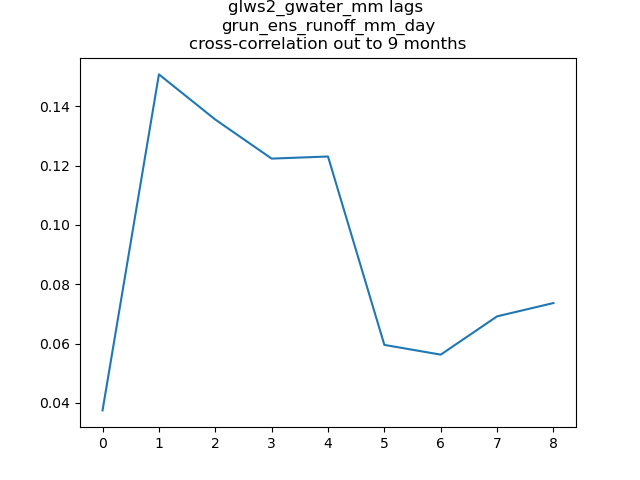 glws2_gwater_mm lags
grun_ens_runoff_mm_day
cross-correlation out to 9 months
0.14
0.12
0.10
0.08
0.06
0.04
0 1 2 3 4 5 6 7 8